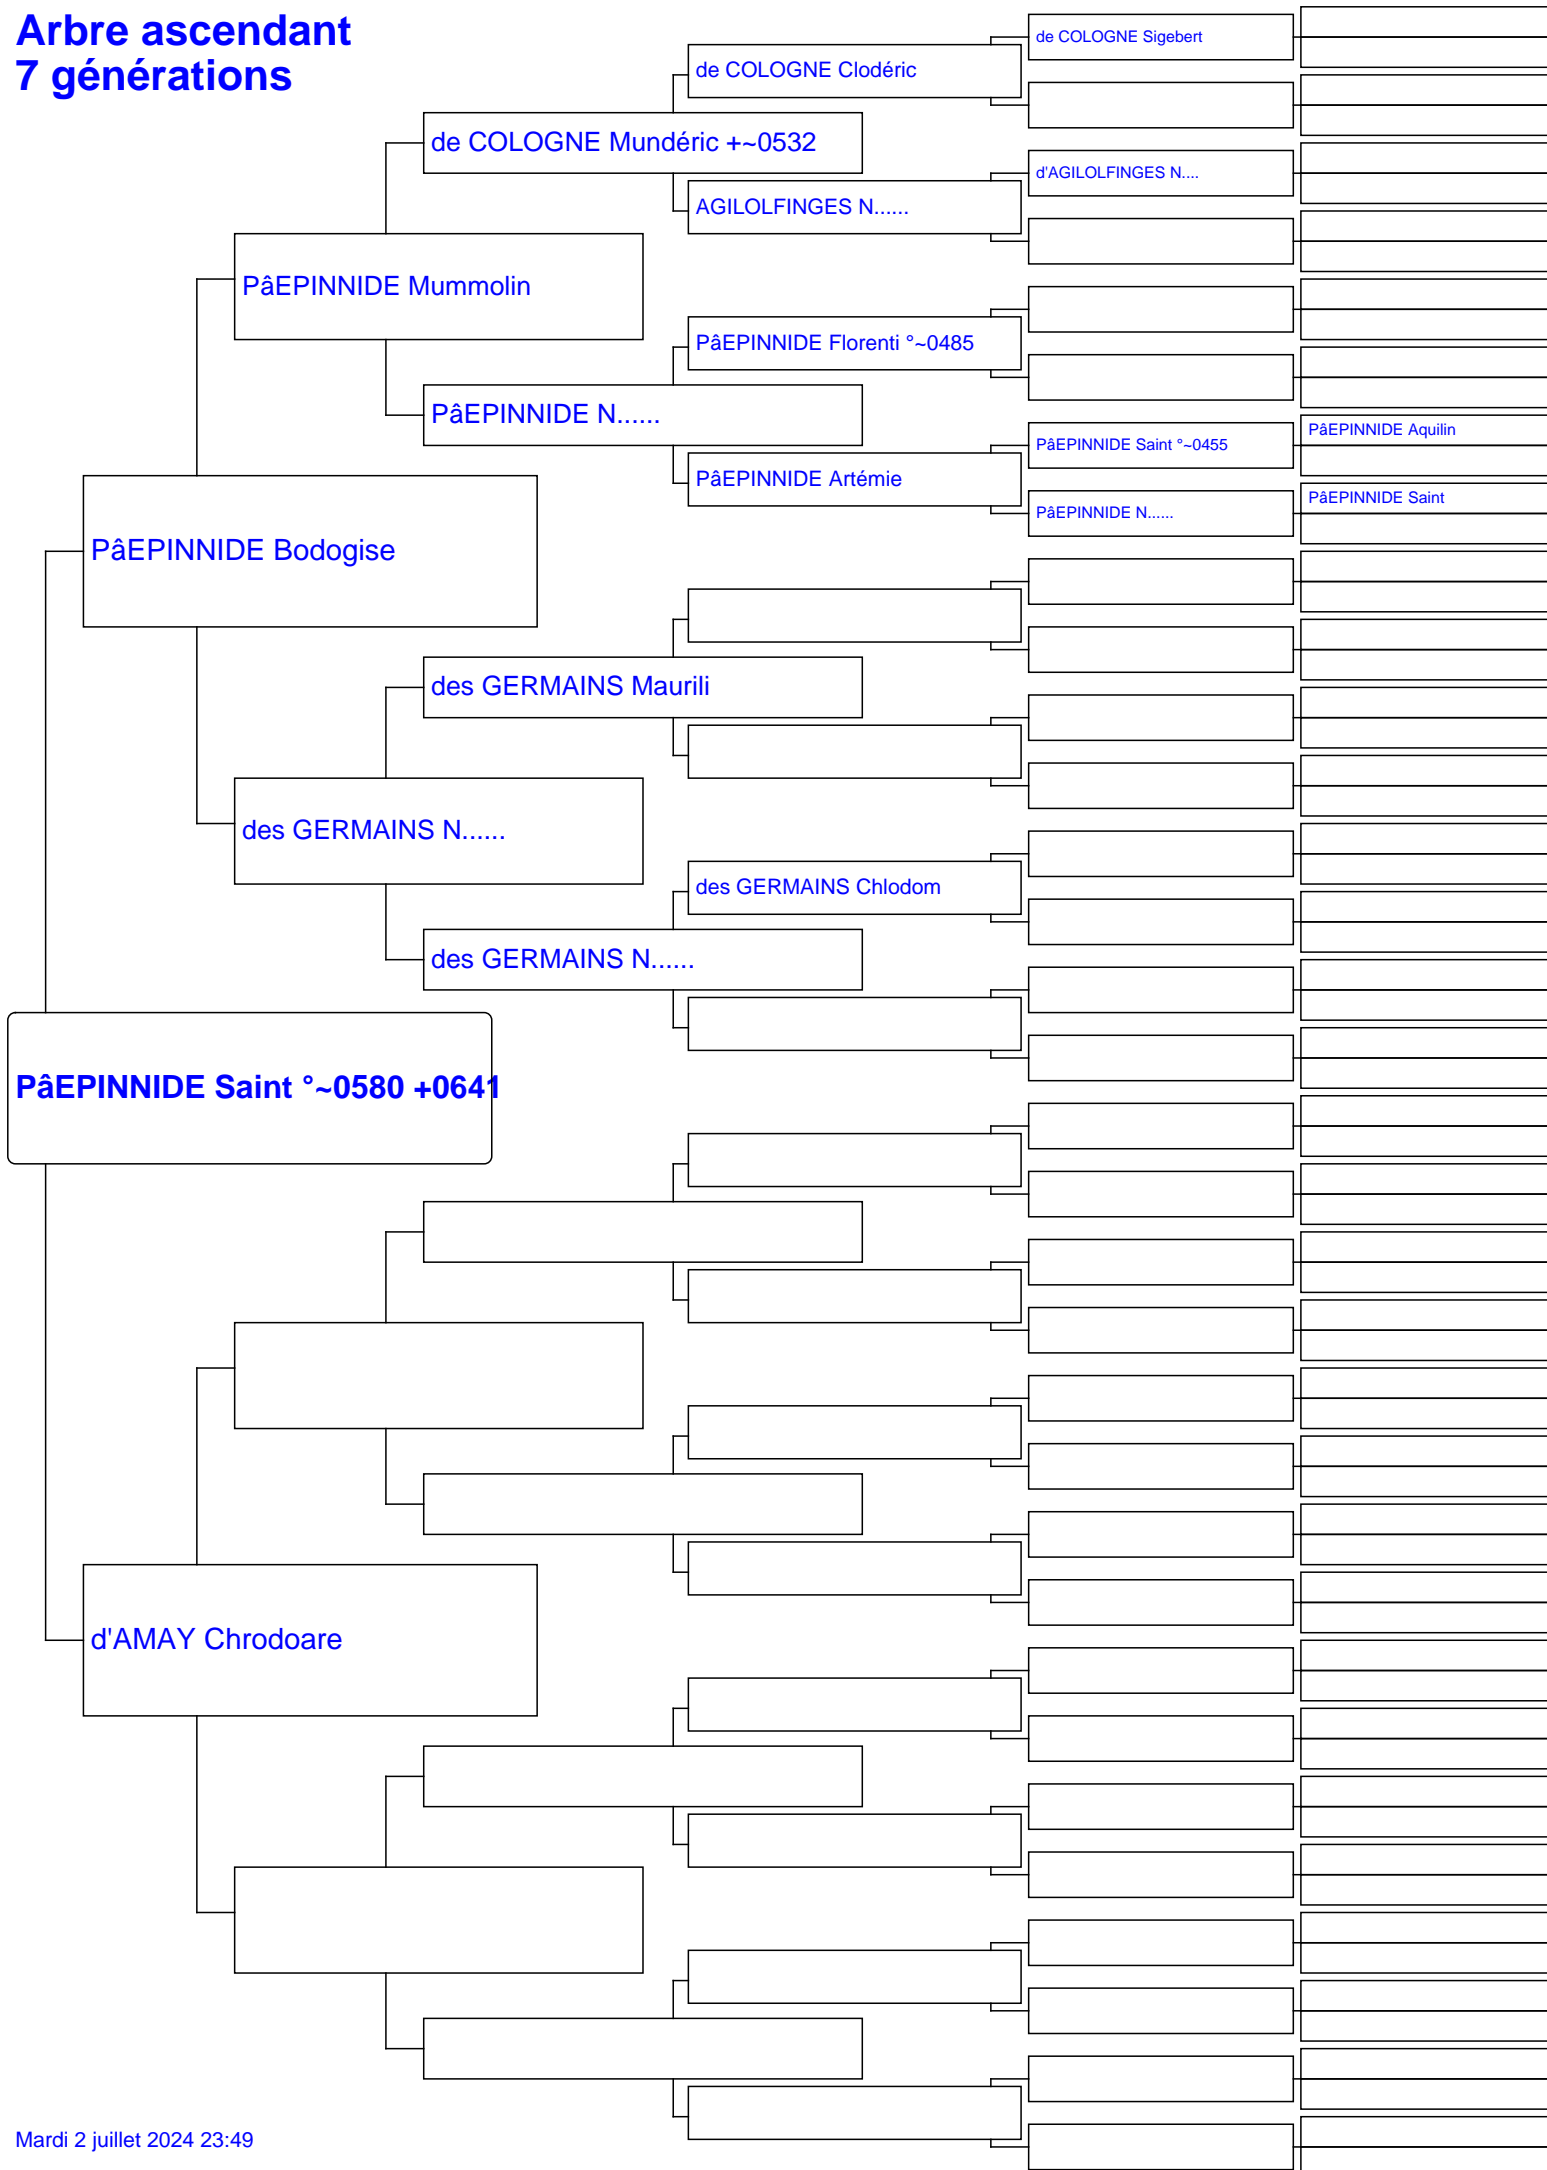 Arbre ascendant
7 générations
de COLOGNE Sigebert
de COLOGNE Clodéric
de COLOGNE Mundéric +~0532
d'AGILOLFINGES N....
AGILOLFINGES N......
PâEPINNIDE Mummolin
PâEPINNIDE Florenti °~0485
PâEPINNIDE N......
PâEPINNIDE Saint °~0455
PâEPINNIDE Aquilin
PâEPINNIDE Artémie
PâEPINNIDE N......
PâEPINNIDE Saint
PâEPINNIDE Bodogise
des GERMAINS Maurili
des GERMAINS N......
des GERMAINS Chlodom
des GERMAINS N......
PâEPINNIDE Saint °~0580 +0641
d'AMAY Chrodoare
Mardi 2 juillet 2024 23:49